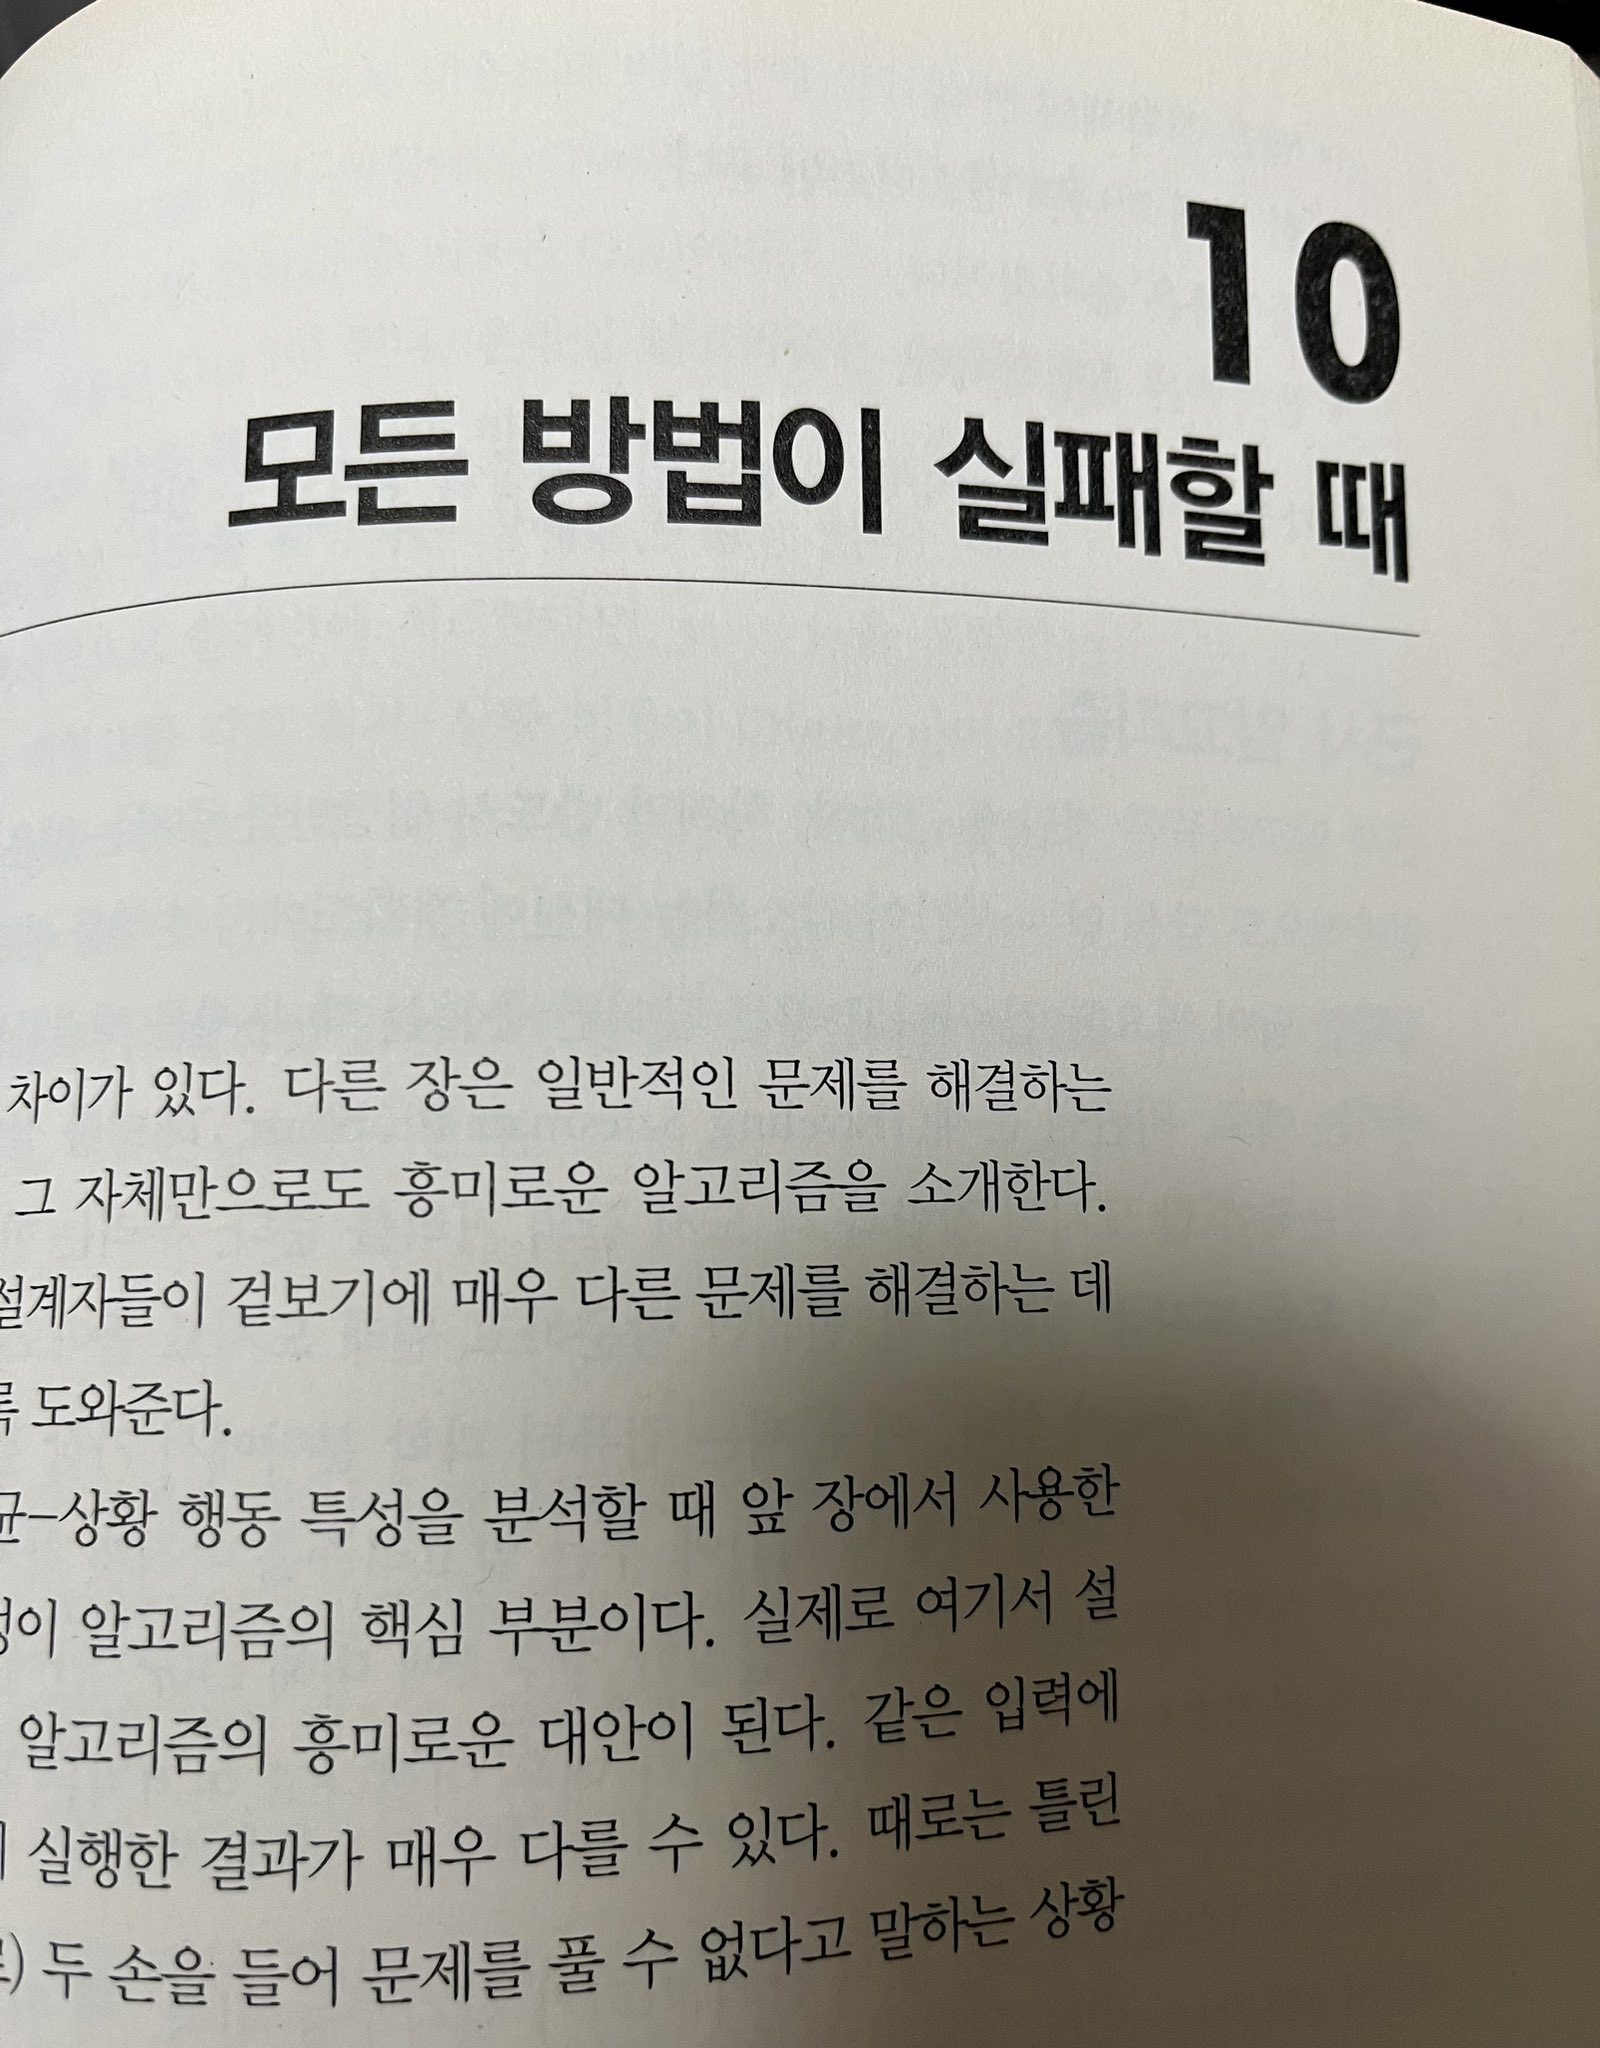 10
모든 방법이 실패할 때
차이가 있다. 다른 장은 일반적인 문제를 해결하는
그 자체만으로도 흥미로운 알고리즘을 소개한다.
설계자들이 겉보기에 매우 다른 문제를 해결하는 데
록 도와준다.
균-상황 행동 특성을 분석할 때 앞 장에서 사용한
알고리즘의 핵심 부분이다. 실제로 여기서 설
알고리즘의 흥미로운 대안이 된다. 같은 입력에
실행한 결과가 매우 다를 수 있다. 때로는 틀린
두 손을 들어 문제를 풀 수 없다고 말하는 상황